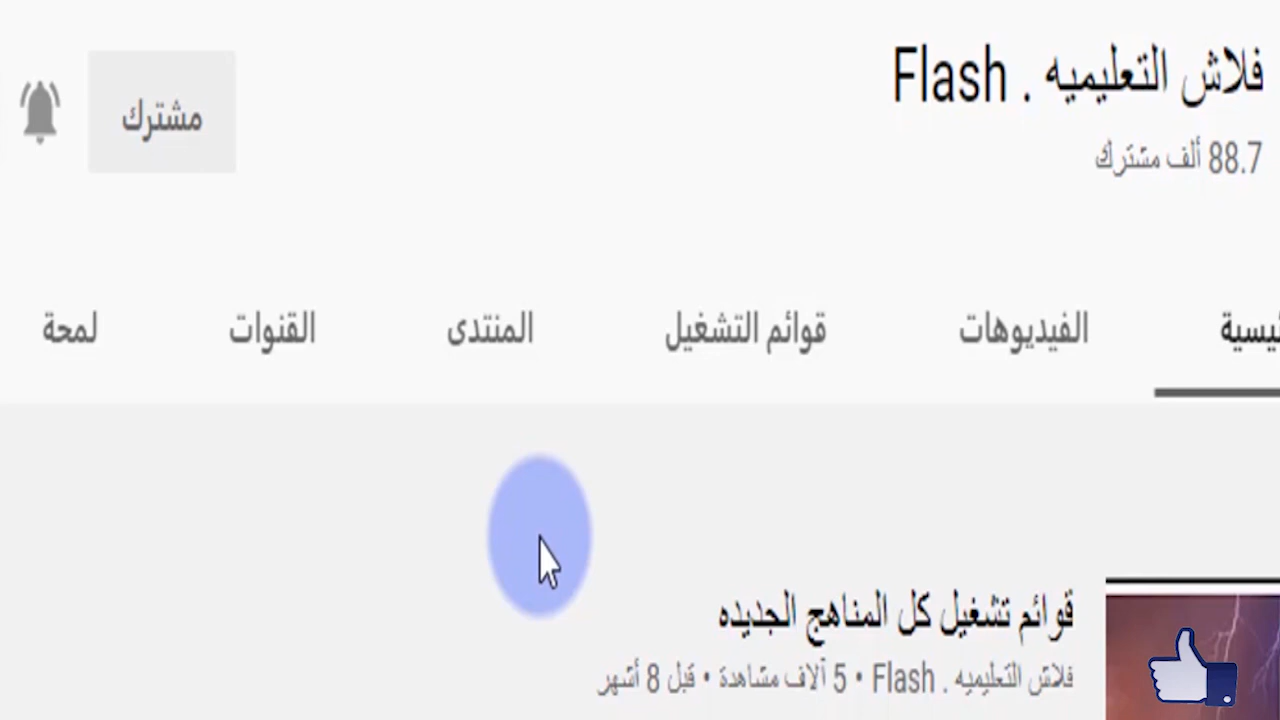 فلاش التعليميه . Flash
88.7 ألف مشترك
مشترك
الفيديوهات
قوائم التشغيل
المنتدى
القنوات
لمحة
قوائم تشغيل كل المناهج الجديده
فلاش التعليميه . Flash • 5 آلاف مشاهدة • قبل 8 أشهر